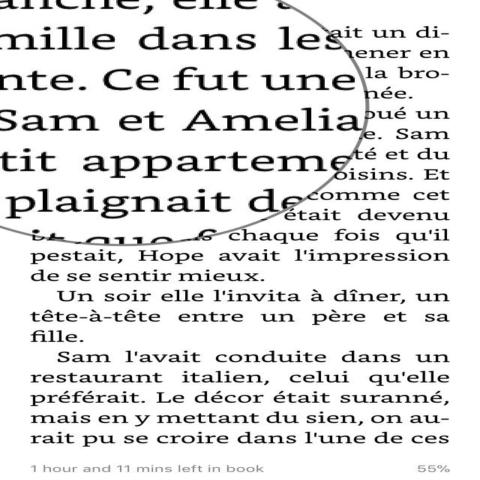 mille dans les
nte. Ce fut une
Sam et Amelia
tit apparteme
plaignait de
ait un di-
ener en
la bro-
née.
oué un
e. Sam
té et du
oisins. Et
comme cet
était devenu
chaque fois qu'il
pestait, Hope avait l'impression
de se sentir mieux.
Un soir elle l'invita à dîner, un
tête-à-tête entre un père et sa
fille.
Sam l'avait conduite dans un
restaurant italien, celui qu'elle
préférait. Le décor était suranné,
mais en y mettant du sien, on au-
rait pu se croire dans l'une de ces
1 hour and 11 mins left in book
55%